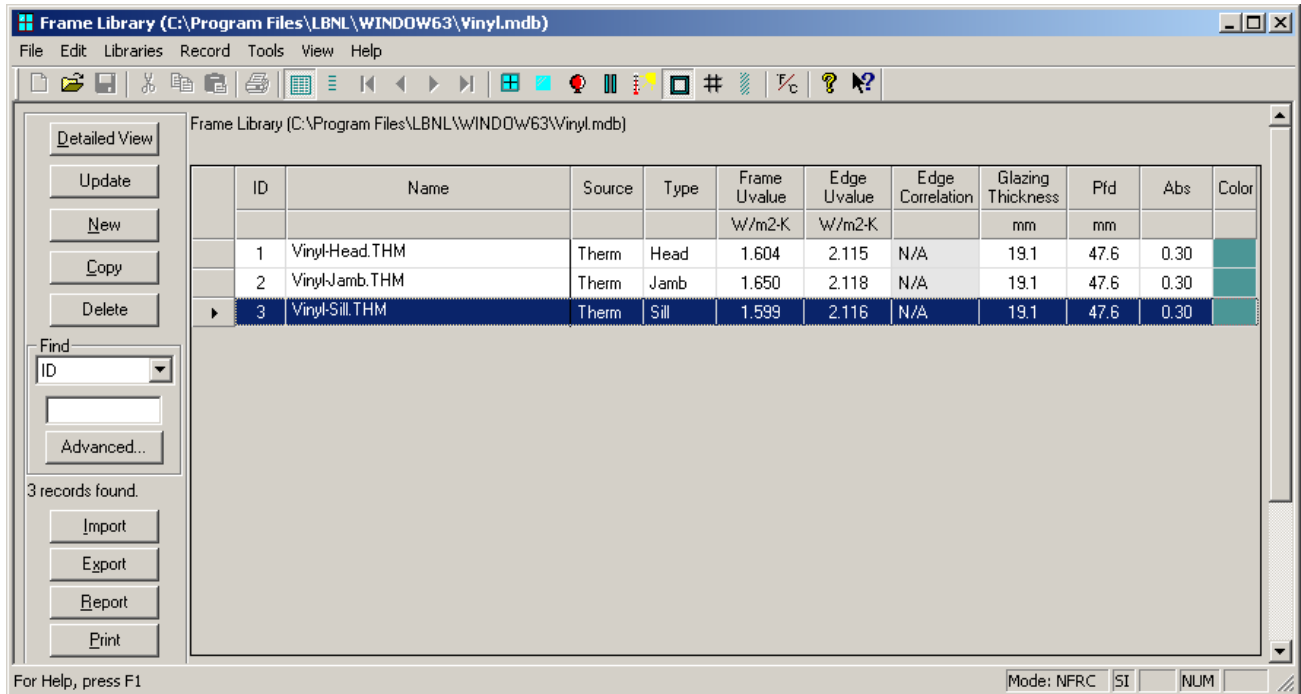 Frame Library (C:\Program Files\LBNL\WINDOW63\Vinyl.mdb)
File Edit Libraries Record Tools View Help
°F/C
Frame Library (C:\Program Files\LBNL\WINDOW63\Vinyl.mdb)
Detailed View
Update
New
Copy
Delete
Find
ID
Advanced...
3 records found.
Import
Export
Report
Print
ID Name Source Type Frame Uvalue Edge Uvalue Edge Correlation Glazing Thickness Pfd Abs Color
W/m2-K W/m2-K mm mm
1 Vinyl-Head.THM Therm Head 1.604 2.115 N/A 19.1 47.6 0.30
2 Vinyl-Jamb.THM Therm Jamb 1.650 2.118 N/A 19.1 47.6 0.30
3 Vinyl-Sill.THM Therm Sill 1.599 2.116 N/A 19.1 47.6 0.30
For Help, press F1
Mode: NFRC SI NUM